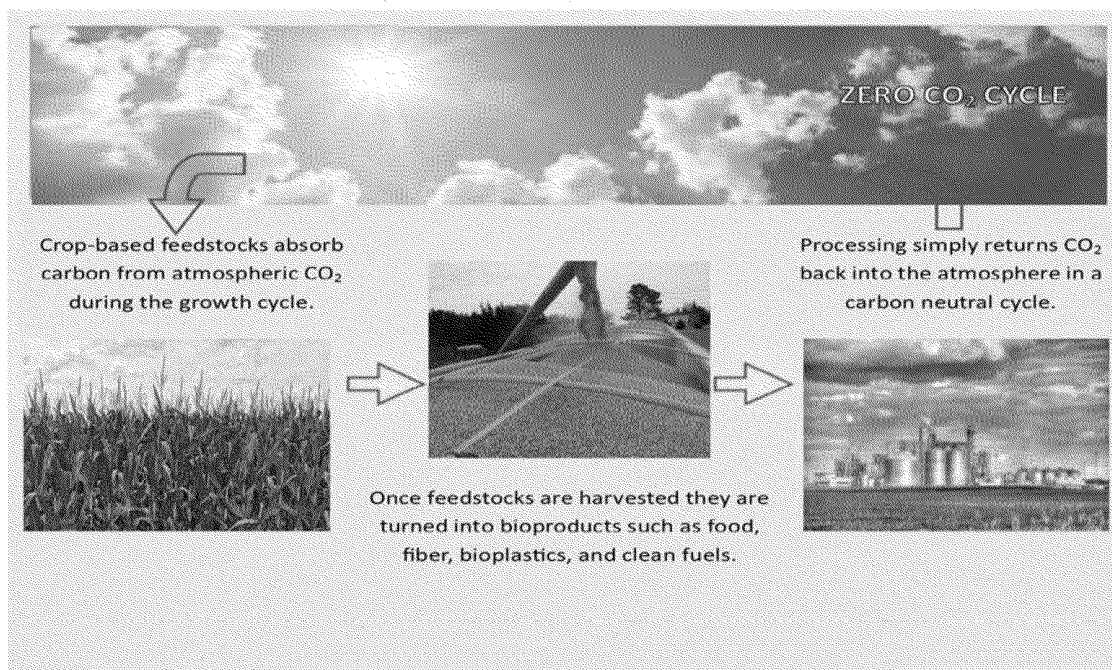 ZERO CO₂ CYCLE
Crop-based feedstocks absorb
carbon from atmospheric CO₂
during the growth cycle.
Processing simply returns CO₂
back into the atmosphere in a
carbon neutral cycle.
Once feedstocks are harvested they are
turned into bioproducts such as food,
fiber, bioplastics, and clean fuels.